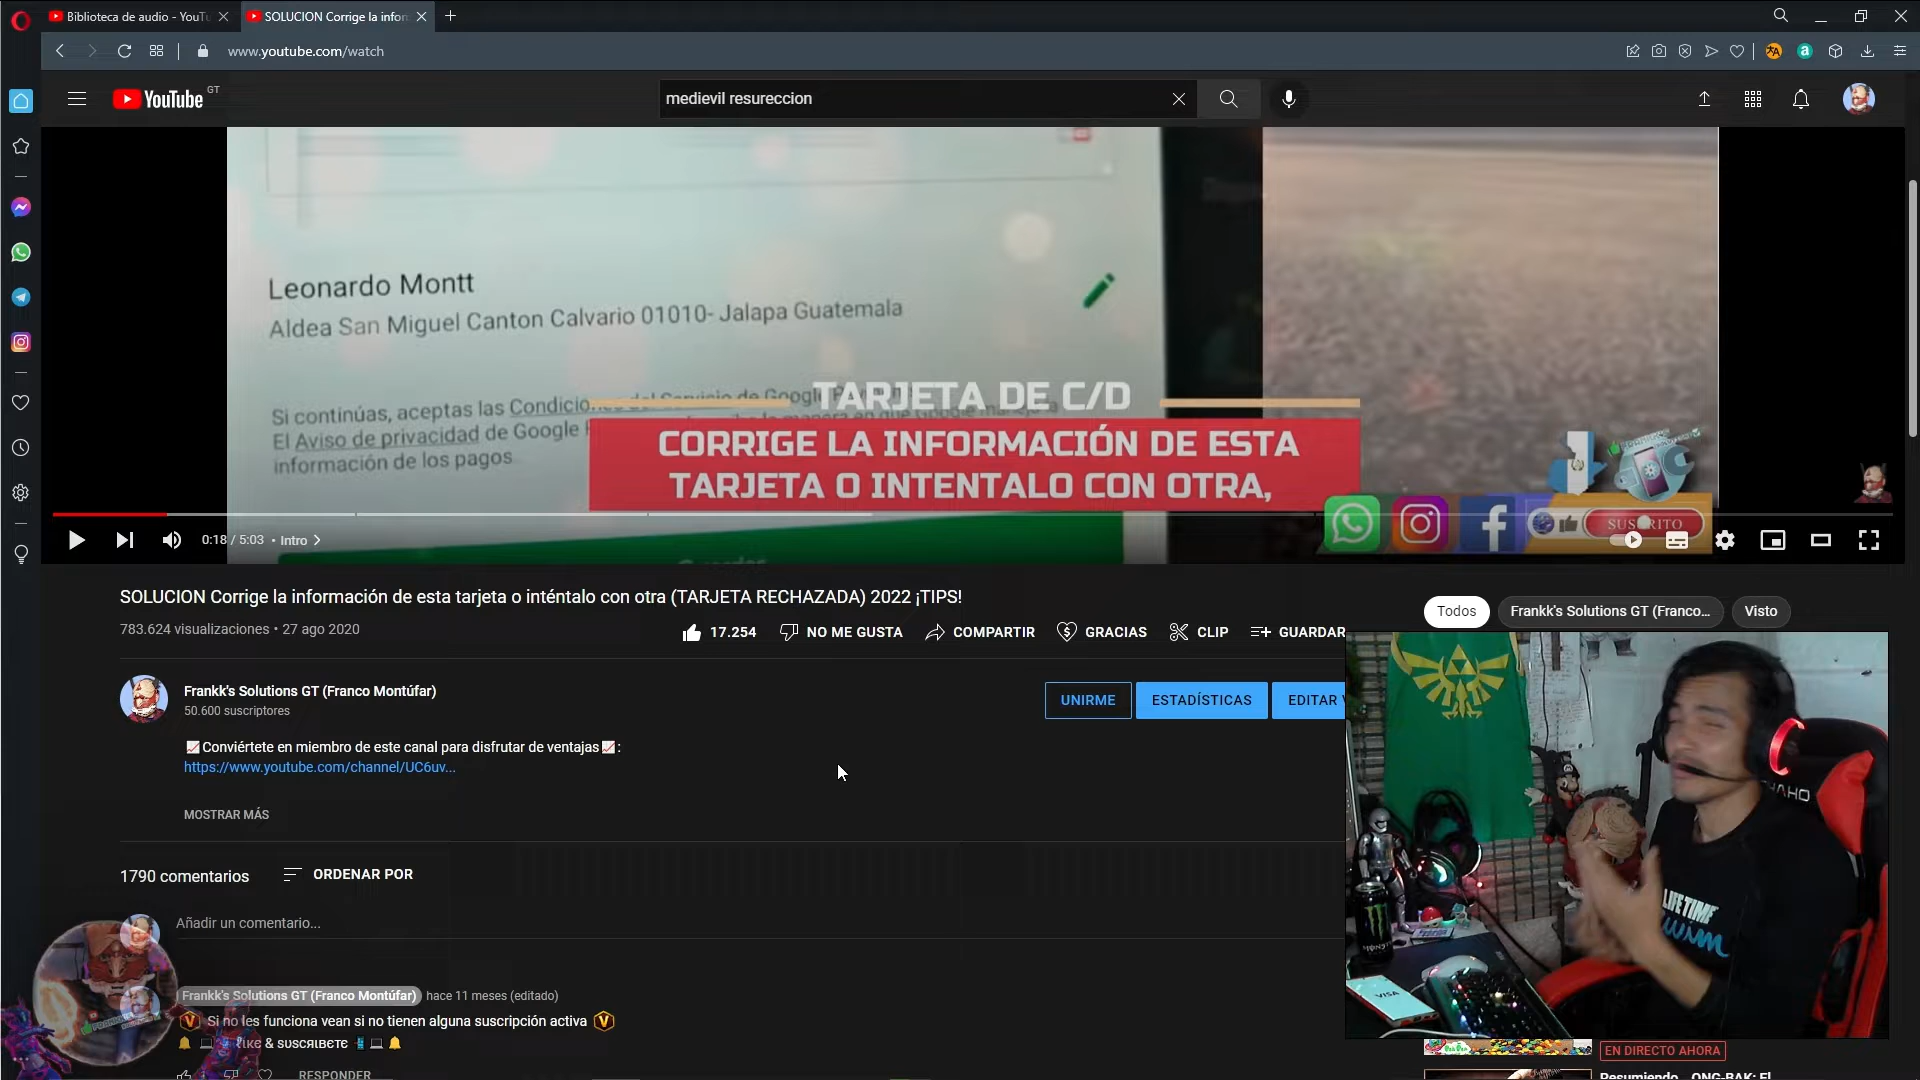 Biblioteca de audio - YouTu
SOLUCION Corrige la infor
www.youtube.com/watch
YouTube GT
medievil resureccion
Leonardo Montt
Aldea San Miguel Canton Calvario 01010- Jalapa Guatemala
Si continúas, aceptas las
El Aviso de privacidad de Google
información de los pagos
TARJETA DE C/D
CORRIGE LA INFORMACIÓN DE ESTA
TARJETA O INTENTALO CON OTRA,
0:18 / 5:03 • Intro
SOLUCION Corrige la información de esta tarjeta o inténtalo con otra (TARJETA RECHAZADA) 2022 ¡TIPS!
783.624 visualizaciones • 27 ago 2020
17.254 NO ME GUSTA COMPARTIR GRACIAS CLIP GUARDAR
Todos Frankk's Solutions GT (Franco... Visto
Frankk's Solutions GT (Franco Montúfar)
50.600 suscriptores
UNIRME ESTADÍSTICAS EDITAR
📈Conviértete en miembro de este canal para disfrutar de ventajas📈:
https://www.youtube.com/channel/UC6uv...
MOSTRAR MÁS
1790 comentarios ORDENAR POR
Añadir un comentario...
Frankk's Solutions GT (Franco Montúfar) hace 11 meses (editado)
Si no les funciona vean si no tienen alguna suscripción activa
RESPONDER
LIFETIME
VISA
EN DIRECTO AHORA
Resumiendo... ONG-BAK: El